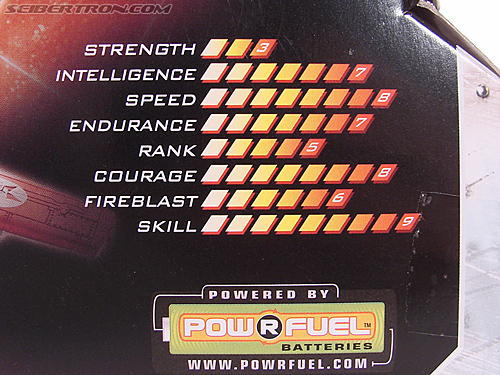 SEIBERTRON.COM
STRENGTH 3
INTELLIGENCE 7
SPEED 8
ENDURANCE 7
RANK 5
COURAGE 8
FIREBLAST 6
SKILL 9
POWERED BY
POWRFUEL™
BATTERIES
WWW.POWRFUEL.COM